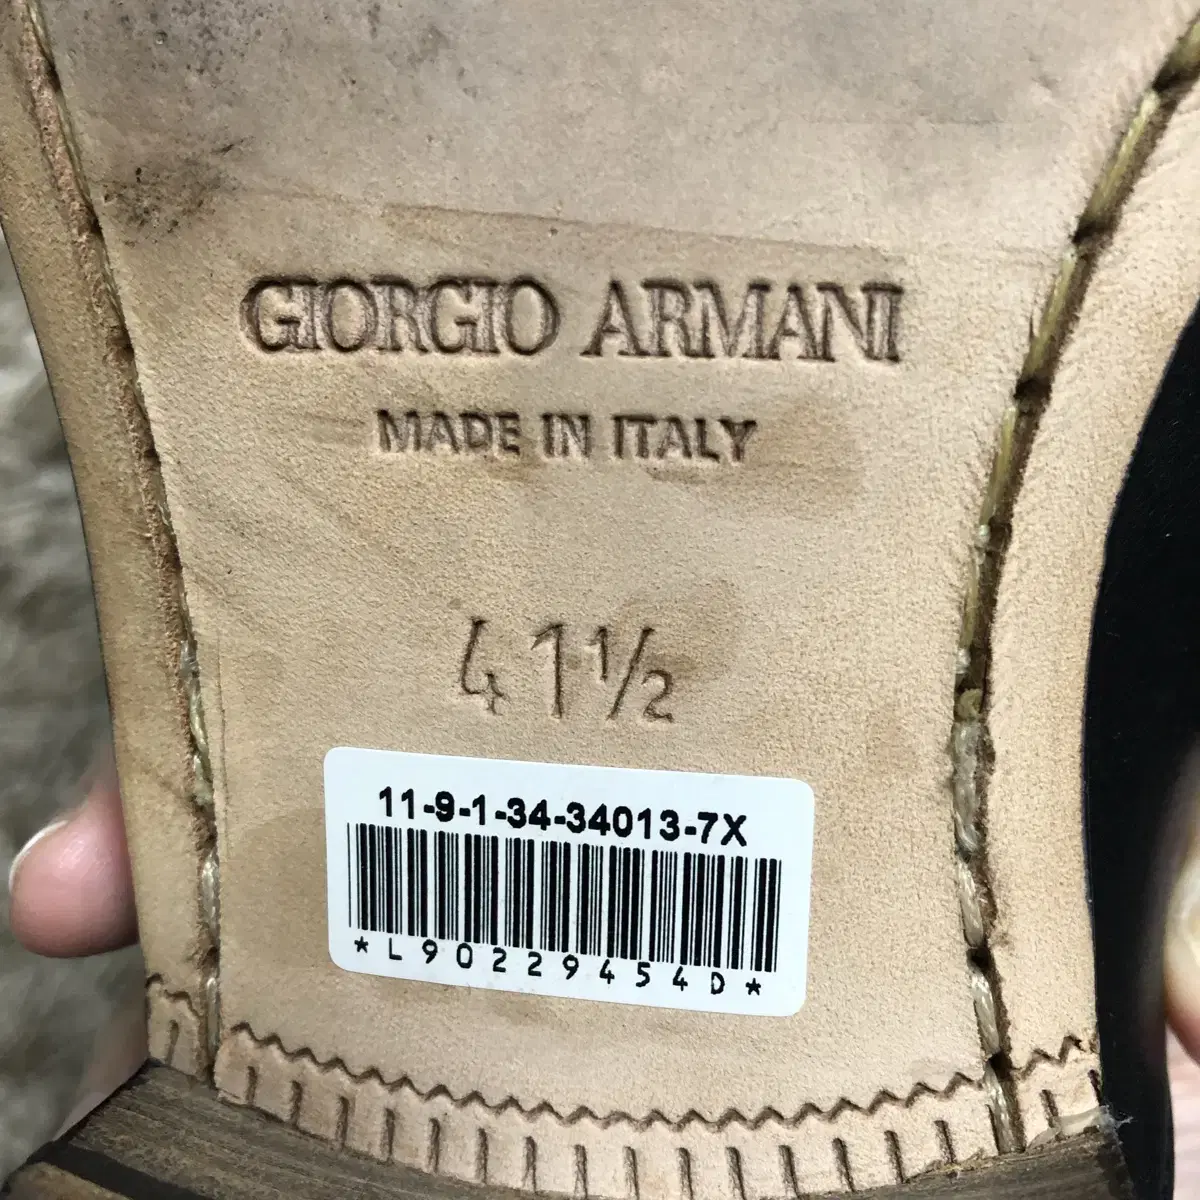 GIORGIO ARMANI
MADE IN ITALY
41½
11-9-1-34-34013-7X
*L90229454D*